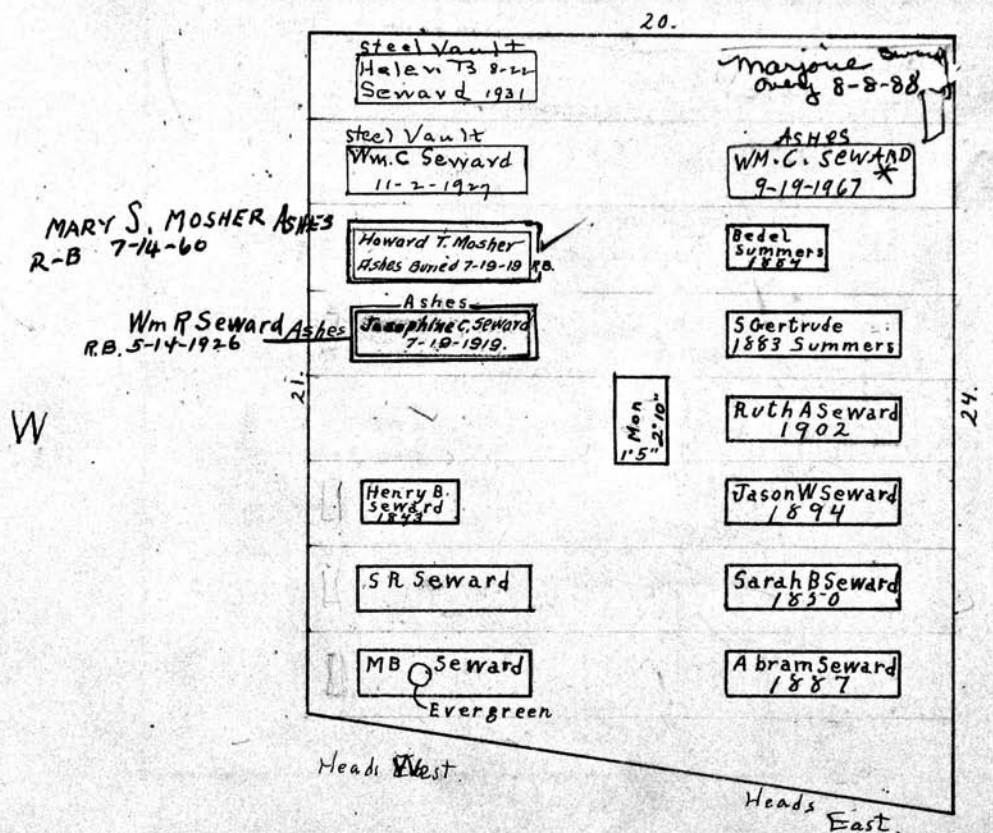 20.
Steel Vault
Helen B 8-22
Seward 1931
Marjorie
8-8-88
Steel Vault
Wm. C Seward
11-2-1927
ASHES
WM. C. SEWARD
*
9-19-1967
MARY S. MOSHER ASHES
R-B 7-14-60
Howard T. Mosher
Ashes Buried 7-19-19 R.B.
Bedel
Summers
1884
Ashes
Wm R Seward Ashes
R.B. 5-14-1926
Josephine C. Seward
7-19-1919.
S Gertrude
1883 Summers
21.
W
Mon
1'5" 2'10"
Ruth A Seward
1902
24.
Henry B.
Seward
1843
Jason W Seward
1894
S R Seward
Sarah B Seward
1850
MB Seward
Evergreen
Abram Seward
1887
Heads West.
Heads
East.